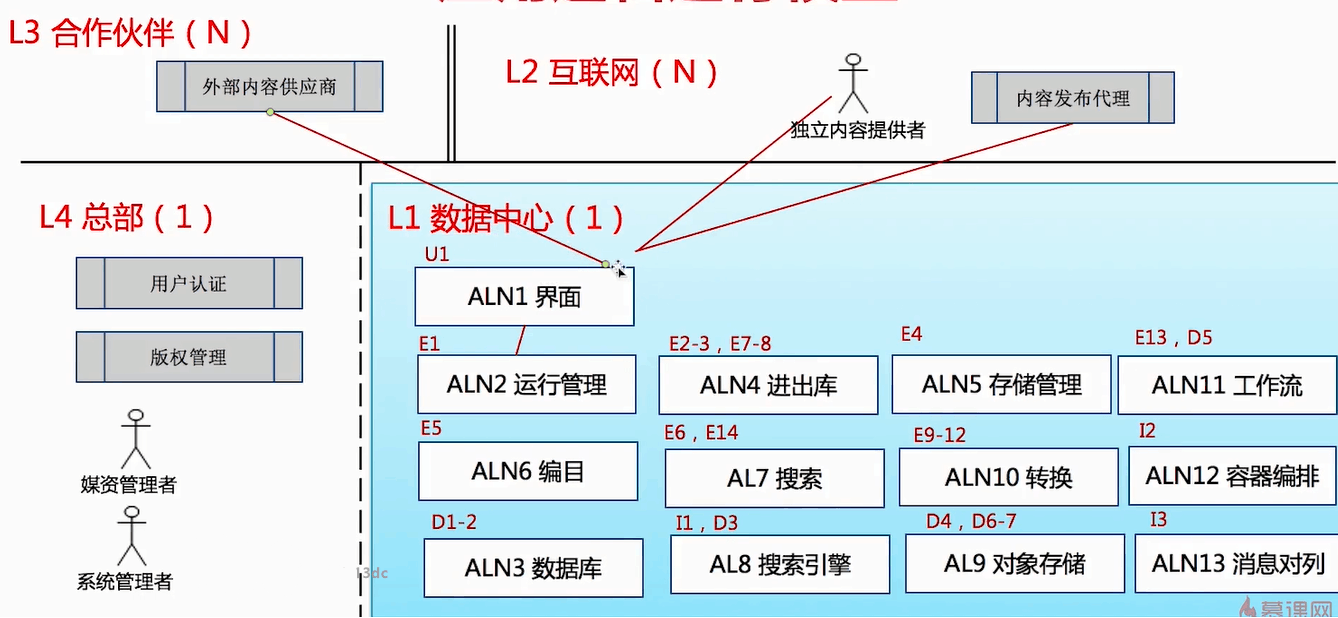 L3 合作伙伴（N）
外部内容供应商
L2 互联网（N）
独立内容提供者
内容发布代理
L4 总部（1）
用户认证
版权管理
媒资管理者
系统管理者
L1 数据中心（1）
U1
ALN1 界面
E1
ALN2 运行管理
E2-3，E7-8
ALN4 进出库
E4
ALN5 存储管理
E13，D5
ALN11 工作流
E5
ALN6 编目
E6，E14
AL7 搜索
E9-12
ALN10 转换
I2
ALN12 容器编排
D1-2
ALN3 数据库
I1，D3
AL8 搜索引擎
D4，D6-7
AL9 对象存储
I3
ALN13 消息对列
慕课网